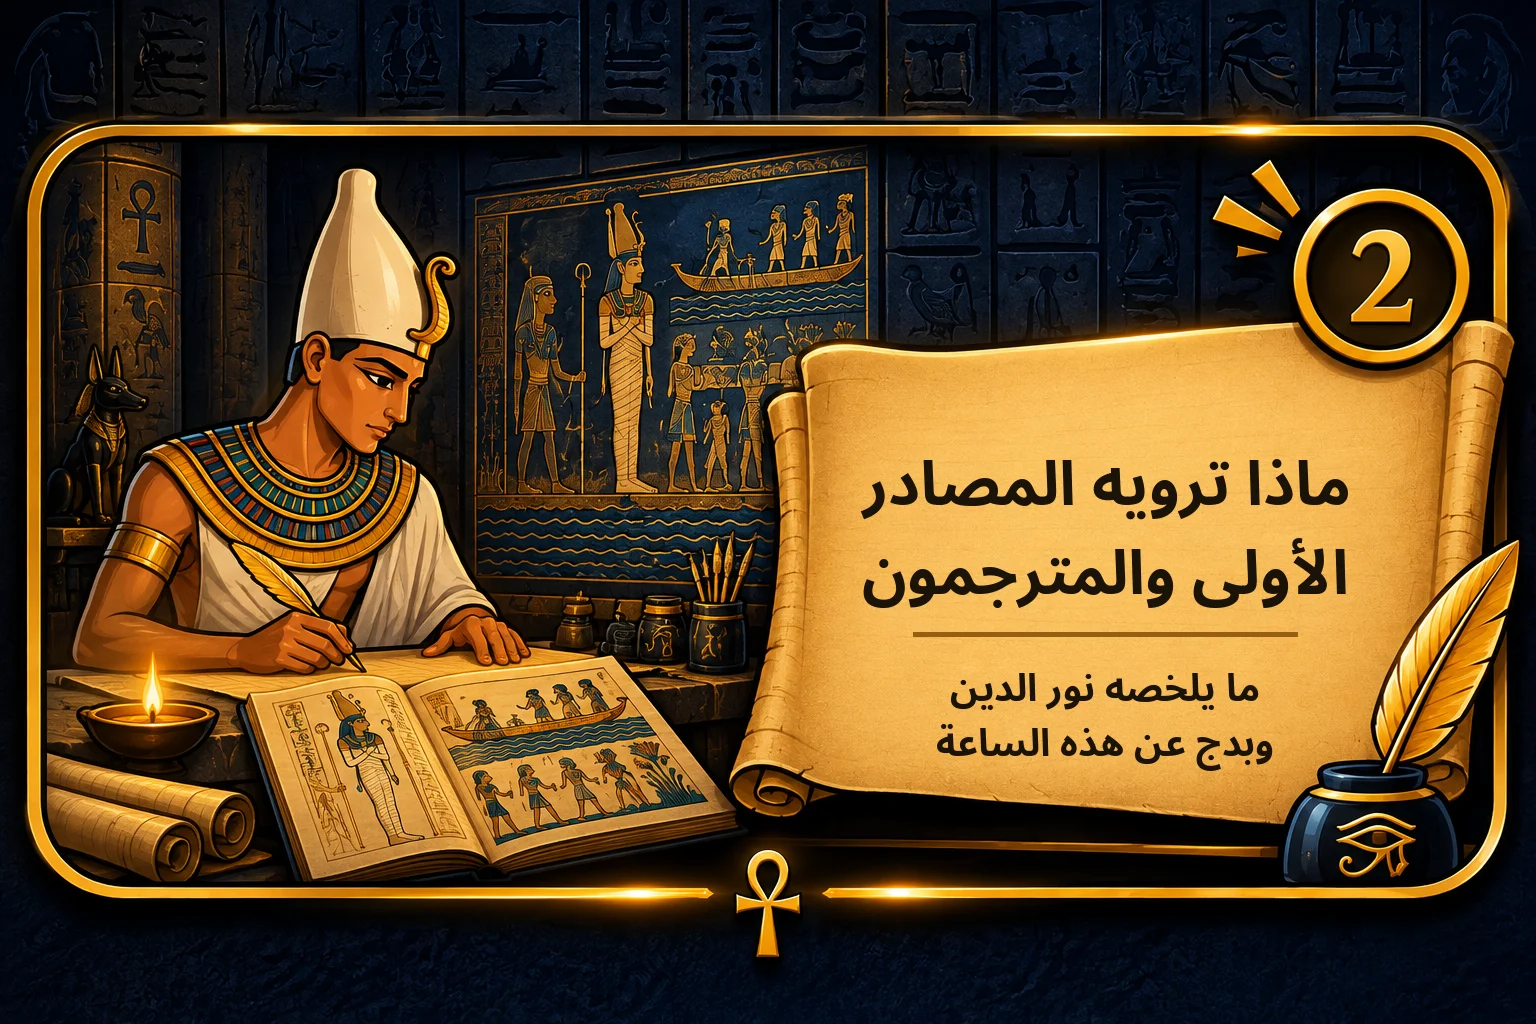 2
ماذا ترويه المصادر
الأولى والمترجمون
ما يلخصه نور الدين
وبدج عن هذه الساعة